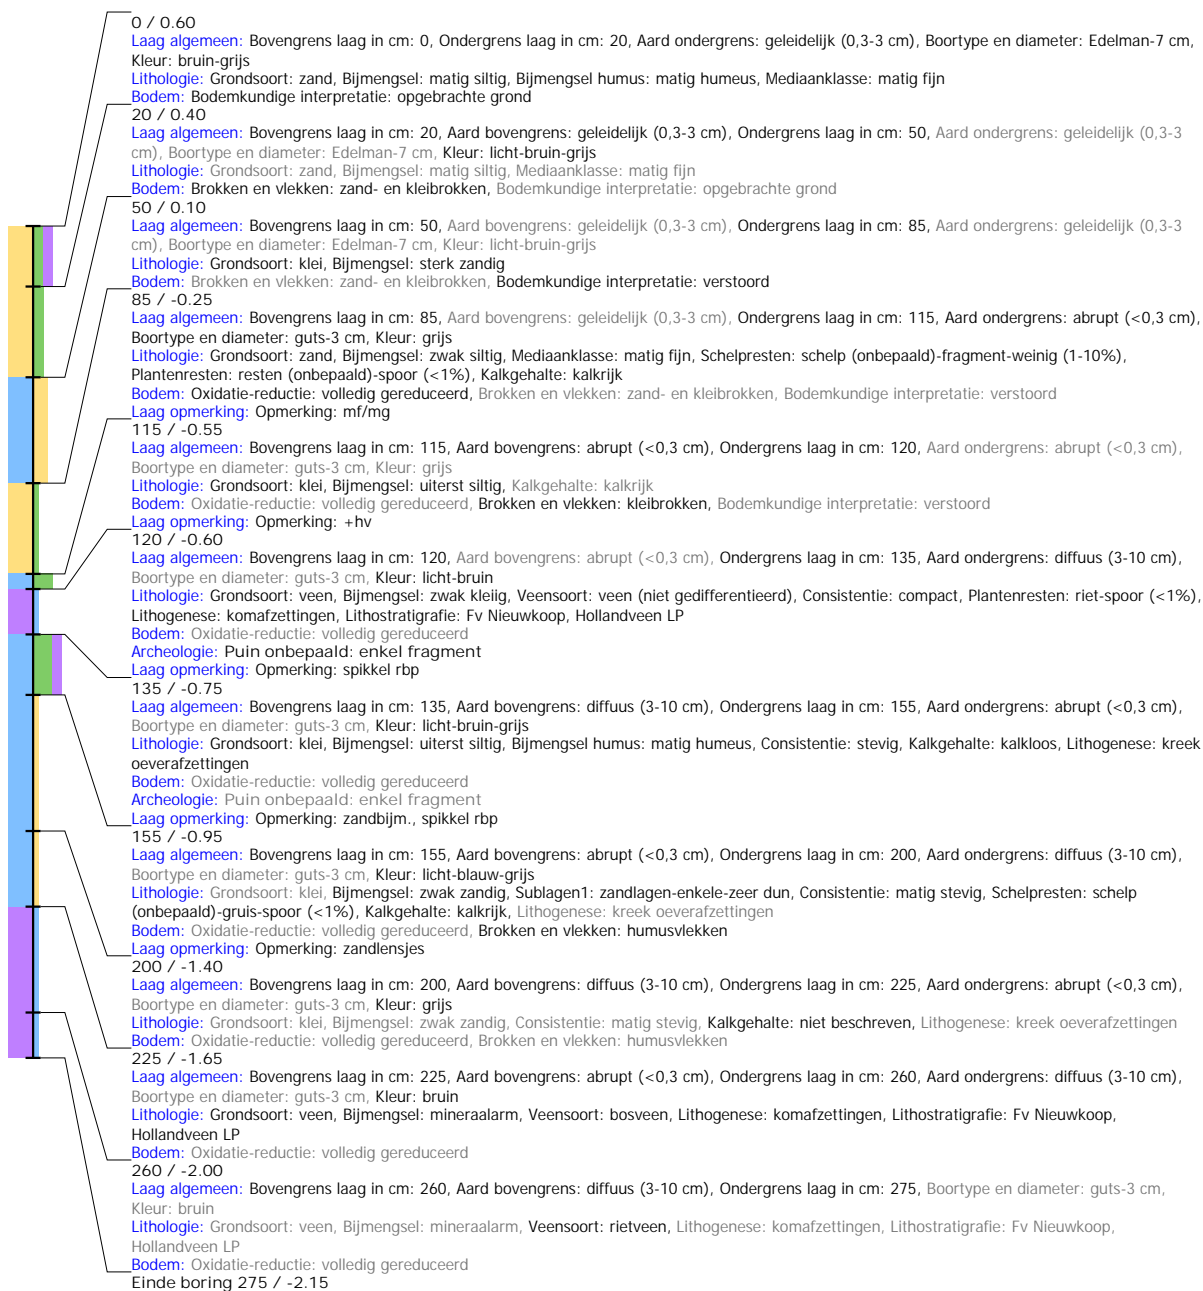 0 / 0.60
Laag algemeen: Bovengrens laag in cm: 0, Ondergrens laag in cm: 20, Aard ondergrens: geleidelijk (0,3-3 cm), Boortype en diameter: Edelman-7 cm,
Kleur: bruin-grijs
Lithologie: Grondsoort: zand, Bijmengsel: matig siltig, Bijmengsel humus: matig humeus, Mediaanklasse: matig fijn
Bodem: Bodemkundige interpretatie: opgebrachte grond
20 / 0.40
Laag algemeen: Bovengrens laag in cm: 20, Aard bovengrens: geleidelijk (0,3-3 cm), Ondergrens laag in cm: 50, Aard ondergrens: geleidelijk (0,3-3
cm), Boortype en diameter: Edelman-7 cm, Kleur: licht-bruin-grijs
Lithologie: Grondsoort: zand, Bijmengsel: matig siltig, Mediaanklasse: matig fijn
Bodem: Brokken en vlekken: zand- en kleibrokken, Bodemkundige interpretatie: opgebrachte grond
50 / 0.10
Laag algemeen: Bovengrens laag in cm: 50, Aard bovengrens: geleidelijk (0,3-3 cm), Ondergrens laag in cm: 85, Aard ondergrens: geleidelijk (0,3-3
cm), Boortype en diameter: Edelman-7 cm, Kleur: licht-bruin-grijs
Lithologie: Grondsoort: klei, Bijmengsel: sterk zandig
Bodem: Brokken en vlekken: zand- en kleibrokken, Bodemkundige interpretatie: verstoord
85 / -0.25
Laag algemeen: Bovengrens laag in cm: 85, Aard bovengrens: geleidelijk (0,3-3 cm), Ondergrens laag in cm: 115, Aard ondergrens: abrupt (<0,3 cm),
Boortype en diameter: guts-3 cm, Kleur: grijs
Lithologie: Grondsoort: zand, Bijmengsel: zwak siltig, Mediaanklasse: matig fijn, Schelpresten: schelp (onbepaald)-fragment-weinig (1-10%),
Plantenresten: resten (onbepaald)-spoor (<1%), Kalkgehalte: kalkrijk
Bodem: Oxidatie-reductie: volledig gereduceerd, Brokken en vlekken: zand- en kleibrokken, Bodemkundige interpretatie: verstoord
Laag opmerking: Opmerking: mf/mg
115 / -0.55
Laag algemeen: Bovengrens laag in cm: 115, Aard bovengrens: abrupt (<0,3 cm), Ondergrens laag in cm: 120, Aard ondergrens: abrupt (<0,3 cm),
Boortype en diameter: guts-3 cm, Kleur: grijs
Lithologie: Grondsoort: klei, Bijmengsel: uiterst siltig, Kalkgehalte: kalkrijk
Bodem: Oxidatie-reductie: volledig gereduceerd, Brokken en vlekken: kleibrokken, Bodemkundige interpretatie: verstoord
Laag opmerking: Opmerking: +hv
120 / -0.60
Laag algemeen: Bovengrens laag in cm: 120, Aard bovengrens: abrupt (<0,3 cm), Ondergrens laag in cm: 135, Aard ondergrens: diffuus (3-10 cm),
Boortype en diameter: guts-3 cm, Kleur: licht-bruin
Lithologie: Grondsoort: veen, Bijmengsel: zwak kleiig, Veensoort: veen (niet gedifferentieerd), Consistentie: compact, Plantenresten: riet-spoor (<1%),
Lithogenese: komafzettingen, Lithostratigrafie: Fv Nieuwkoop, Hollandveen LP
Bodem: Oxidatie-reductie: volledig gereduceerd
Archeologie: Puin onbepaald: enkel fragment
Laag opmerking: Opmerking: spikkel rbp
135 / -0.75
Laag algemeen: Bovengrens laag in cm: 135, Aard bovengrens: diffuus (3-10 cm), Ondergrens laag in cm: 155, Aard ondergrens: abrupt (<0,3 cm),
Boortype en diameter: guts-3 cm, Kleur: licht-bruin-grijs
Lithologie: Grondsoort: klei, Bijmengsel: uiterst siltig, Bijmengsel humus: matig humeus, Consistentie: stevig, Kalkgehalte: kalkloos, Lithogenese: kreek
oeverafzettingen
Bodem: Oxidatie-reductie: volledig gereduceerd
Archeologie: Puin onbepaald: enkel fragment
Laag opmerking: Opmerking: zandbijm., spikkel rbp
155 / -0.95
Laag algemeen: Bovengrens laag in cm: 155, Aard bovengrens: abrupt (<0,3 cm), Ondergrens laag in cm: 200, Aard ondergrens: diffuus (3-10 cm),
Boortype en diameter: guts-3 cm, Kleur: licht-blauw-grijs
Lithologie: Grondsoort: klei, Bijmengsel: zwak zandig, Sublagen1: zandlagen-enkele-zeer dun, Consistentie: matig stevig, Schelpresten: schelp
(onbepaald)-gruis-spoor (<1%), Kalkgehalte: kalkrijk, Lithogenese: kreek oeverafzettingen
Bodem: Oxidatie-reductie: volledig gereduceerd, Brokken en vlekken: humusvlekken
Laag opmerking: Opmerking: zandlensjes
200 / -1.40
Laag algemeen: Bovengrens laag in cm: 200, Aard bovengrens: diffuus (3-10 cm), Ondergrens laag in cm: 225, Aard ondergrens: abrupt (<0,3 cm),
Boortype en diameter: guts-3 cm, Kleur: grijs
Lithologie: Grondsoort: klei, Bijmengsel: zwak zandig, Consistentie: matig stevig, Kalkgehalte: niet beschreven, Lithogenese: kreek oeverafzettingen
Bodem: Oxidatie-reductie: volledig gereduceerd, Brokken en vlekken: humusvlekken
225 / -1.65
Laag algemeen: Bovengrens laag in cm: 225, Aard bovengrens: abrupt (<0,3 cm), Ondergrens laag in cm: 260, Aard ondergrens: diffuus (3-10 cm),
Boortype en diameter: guts-3 cm, Kleur: bruin
Lithologie: Grondsoort: veen, Bijmengsel: mineraalarm, Veensoort: bosveen, Lithogenese: komafzettingen, Lithostratigrafie: Fv Nieuwkoop,
Hollandveen LP
Bodem: Oxidatie-reductie: volledig gereduceerd
260 / -2.00
Laag algemeen: Bovengrens laag in cm: 260, Aard bovengrens: diffuus (3-10 cm), Ondergrens laag in cm: 275, Boortype en diameter: guts-3 cm,
Kleur: bruin
Lithologie: Grondsoort: veen, Bijmengsel: mineraalarm, Veensoort: rietveen, Lithogenese: komafzettingen, Lithostratigrafie: Fv Nieuwkoop,
Hollandveen LP
Bodem: Oxidatie-reductie: volledig gereduceerd
Einde boring 275 / -2.15